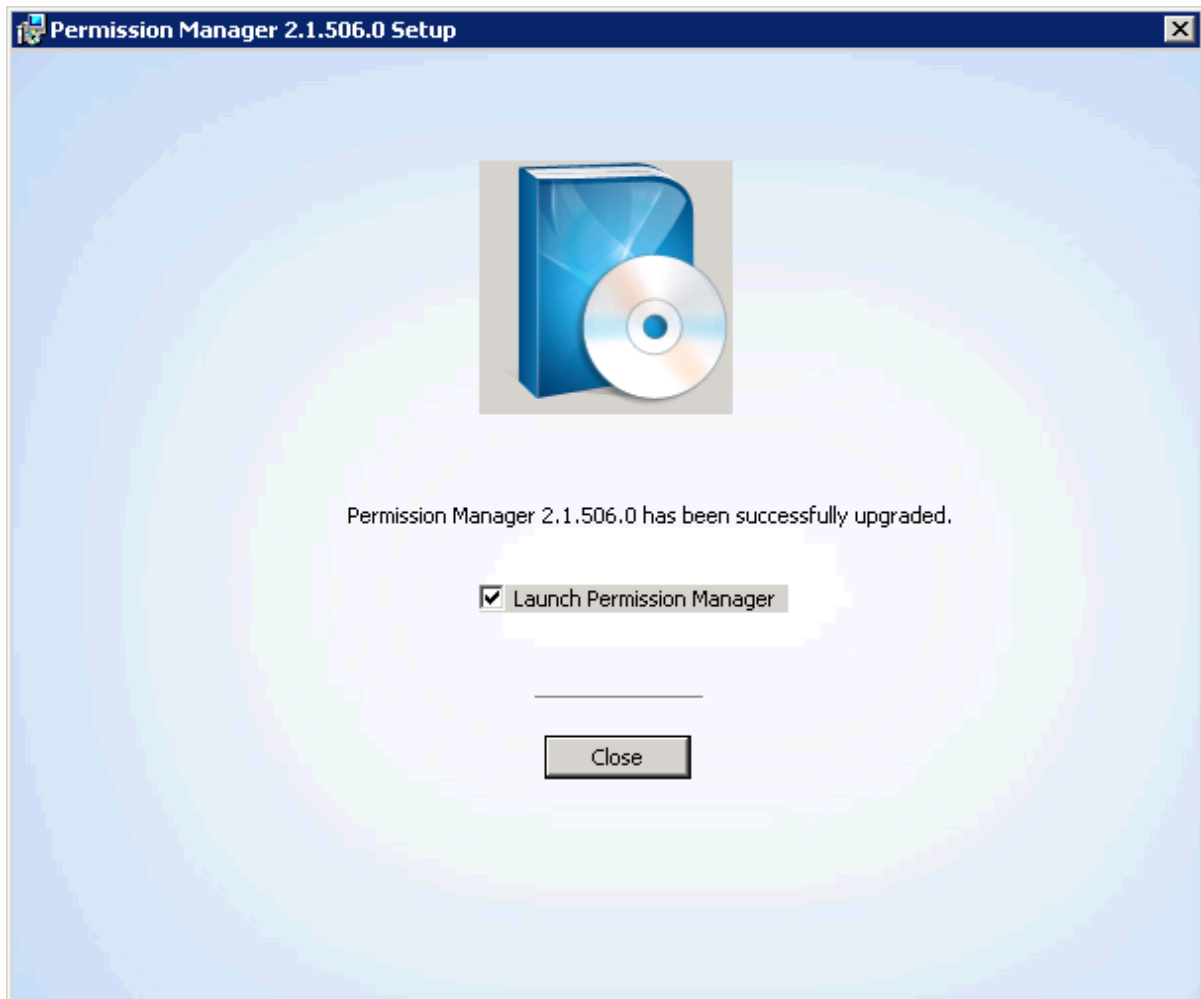 Permission Manager 2.1.506.0 Setup
Permission Manager 2.1.506.0 has been successfully upgraded.
Launch Permission Manager
Close